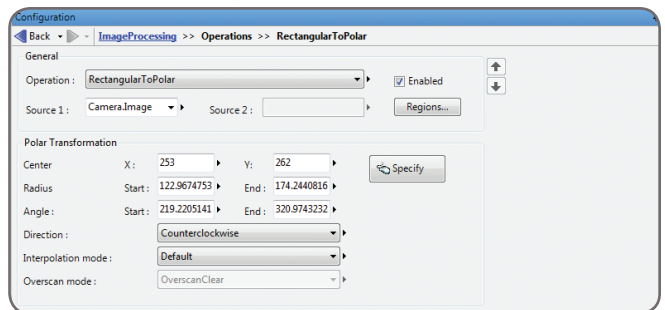 Configuration
Back ImageProcessing >> Operations >> RectangularToPolar
General
Operation : RectangularToPolar Enabled
Source 1 : Camera.Image Source 2 : Regions...
Polar Transformation
Center X : 253 Y: 262 Specify
Radius Start : 122.9674753 End : 174.2440816
Angle : Start : 219.2205141 End : 320.9743232
Direction : Counterclockwise
Interpolation mode : Default
Overscan mode : OverscanClear